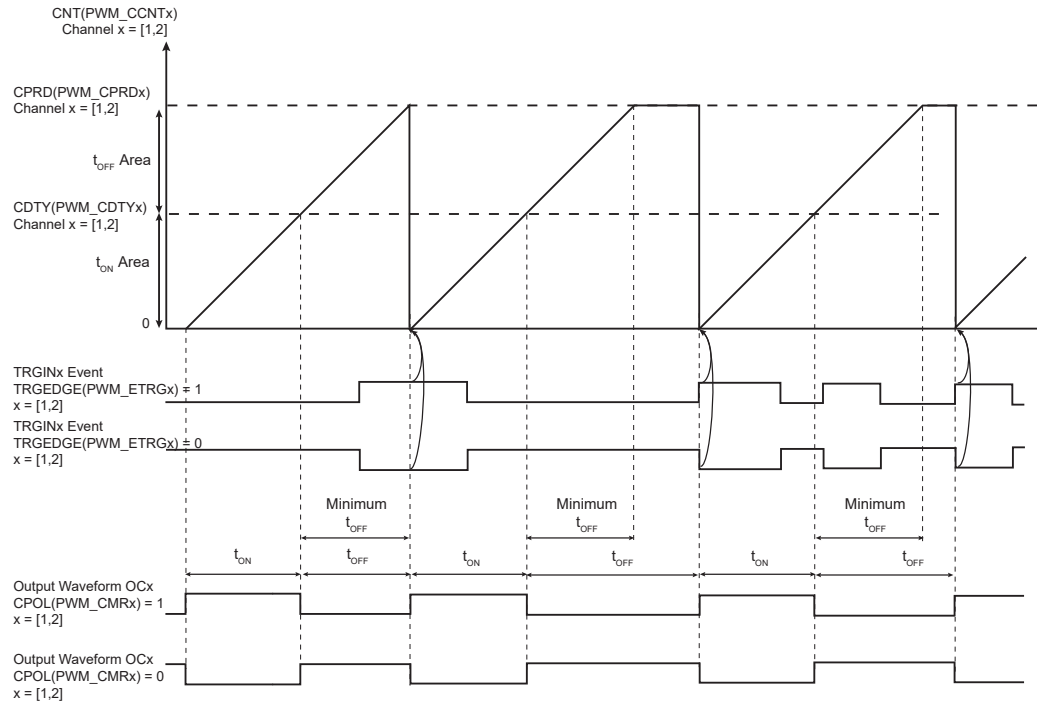 CNT(PWM_CCNTx)
Channel x = [1,2]
CPRD(PWM_CPRDx)
Channel x = [1,2]
tOFF Area
CDTY(PWM_CDTYx)
Channel x = [1,2]
tON Area
0
TRGINx Event
TRGEDGE(PWM_ETRGx) = 1
x = [1,2]
TRGINx Event
TRGEDGE(PWM_ETRGx) = 0
x = [1,2]
Minimum
tOFF
Minimum
tOFF
Minimum
tOFF
tON
tOFF
tON
tOFF
tON
tOFF
Output Waveform OCx
CPOL(PWM_CMRx) = 1
x = [1,2]
Output Waveform OCx
CPOL(PWM_CMRx) = 0
x = [1,2]